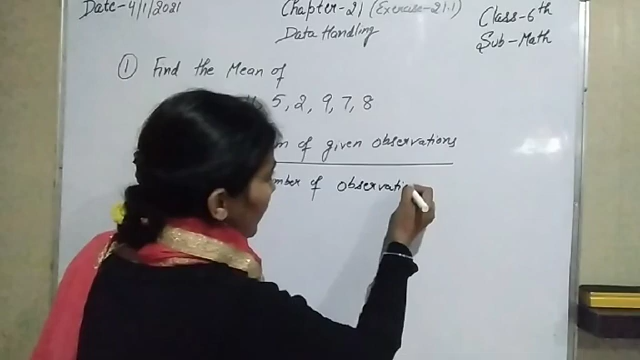 Date-4/1/2021
Chapter-21 (Exercise-21.1)
Class-6th
Data Handling
Sub-Math
① Find the Mean of
5, 2, 9, 7, 8
of given observations
of observati